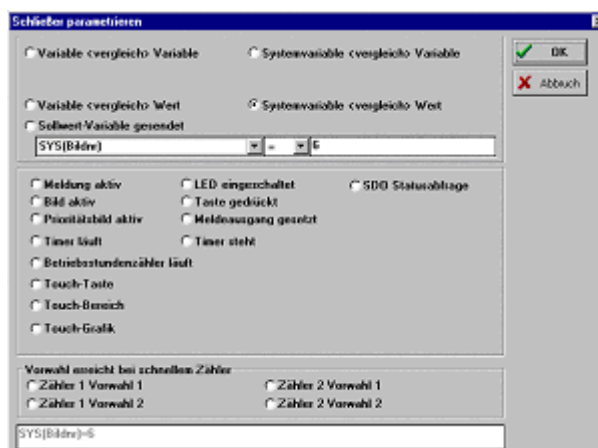 Schließer parametrieren
Variable <vergleich> Variable
Systemvariable <vergleich> Variable
OK
Abbruch
Variable <vergleich> Wert
Systemvariable <vergleich> Wert
Sollwert-Variable gesendet
SYS(Bildnr) = 6
Meldung aktiv
LED eingeschaltet
SDO Statusabfrage
Bild aktiv
Taste gedrückt
Prioritätsbild aktiv
Meldeausgang gesetzt
Timer läuft
Timer steht
Betriebsstundenzähler läuft
Touch-Taste
Touch-Bereich
Touch-Grafik
Vorwahl erreicht bei schnellem Zähler
Zähler 1 Vorwahl 1
Zähler 2 Vorwahl 1
Zähler 1 Vorwahl 2
Zähler 2 Vorwahl 2
SYS(Bildnr)=6